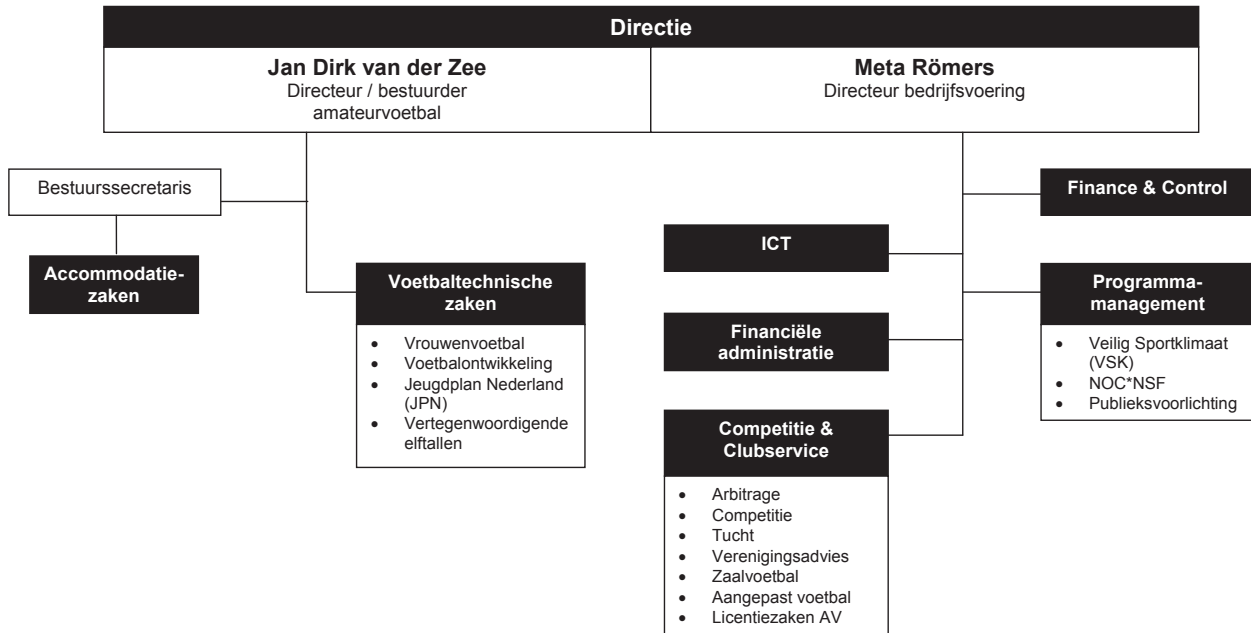 Directie
Jan Dirk van der Zee
Directeur / bestuurder
amateurvoetbal
Meta Römers
Directeur bedrijfsvoering
Bestuurssecretaris
Accommodatie-
zaken
Voetbaltechnische
zaken
• Vrouwenvoetbal
• Voetbalontwikkeling
• Jeugdplan Nederland
(JPN)
• Vertegenwoordigende
elftallen
ICT
Financiële
administratie
Competitie &
Clubservice
• Arbitrage
• Competitie
• Tucht
• Verenigingsadvies
• Zaalvoetbal
• Aangepast voetbal
• Licentiezaken AV
Finance & Control
Programma-
management
• Veilig Sportklimaat
(VSK)
• NOC*NSF
• Publieksvoorlichting